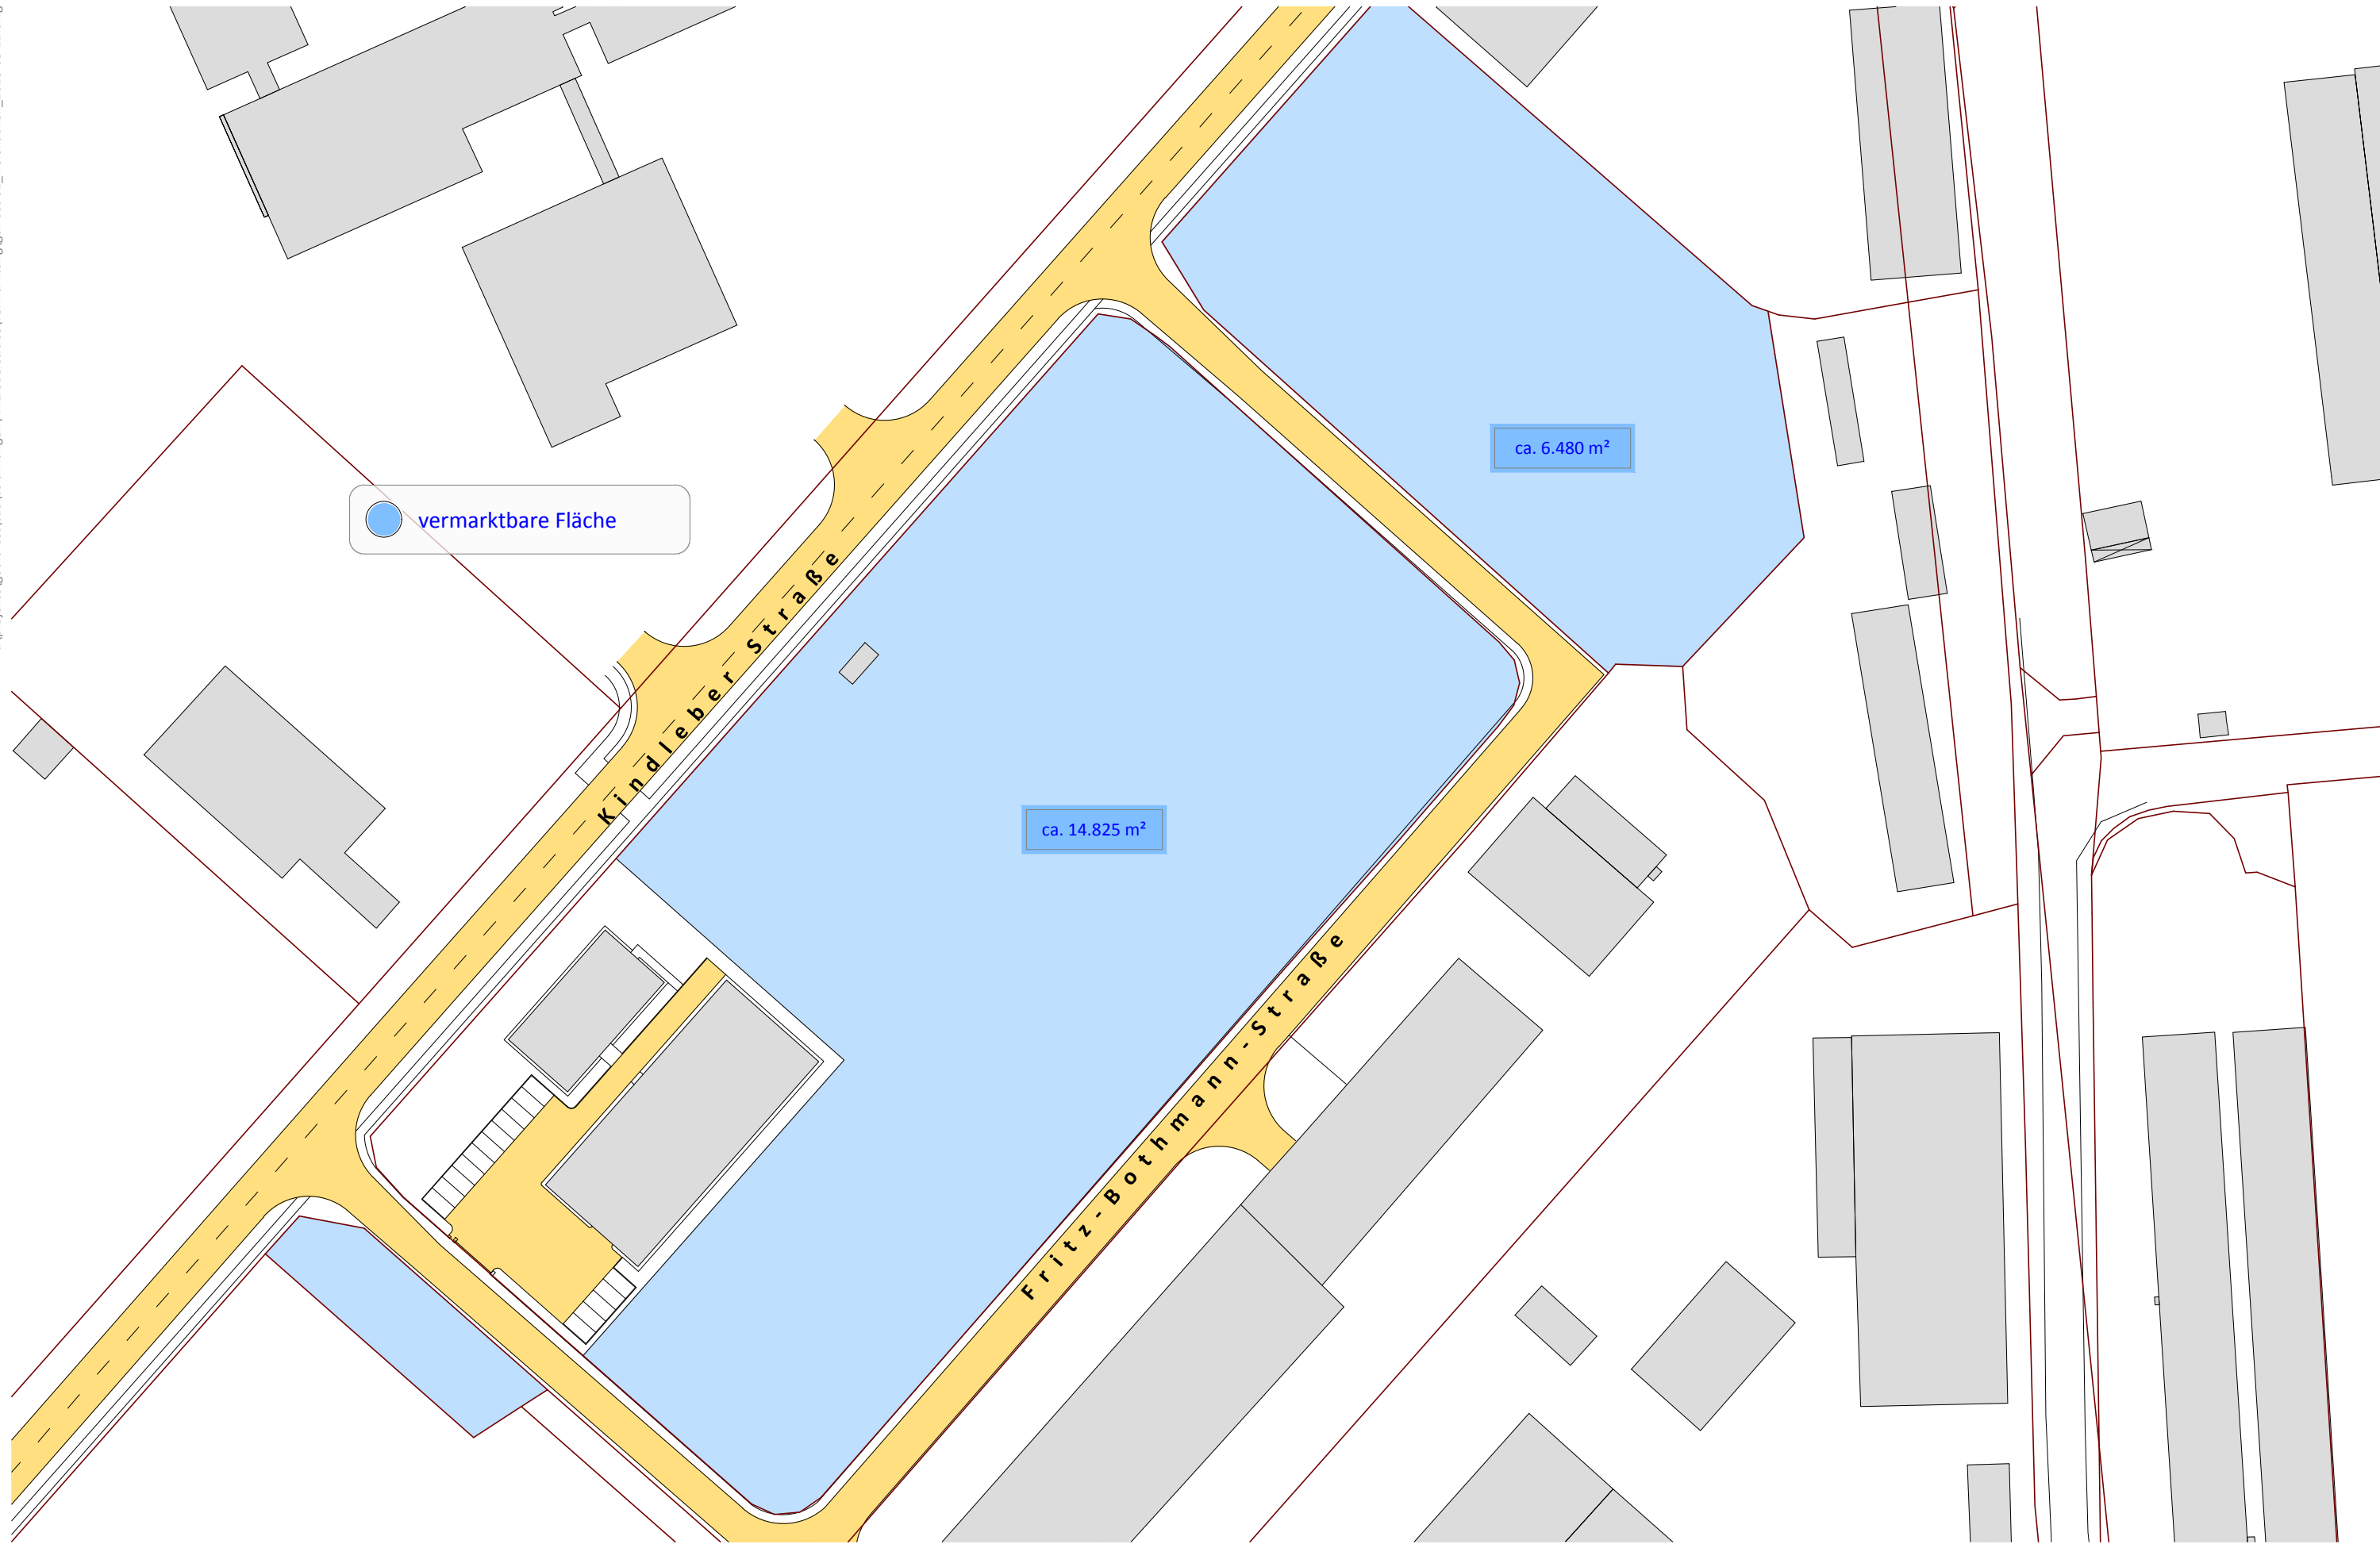 ca. 6.480 m²
vermarktbare Fläche
Kindleber Straße
ca. 14.825 m²
Fritz-Bothmann-Straße